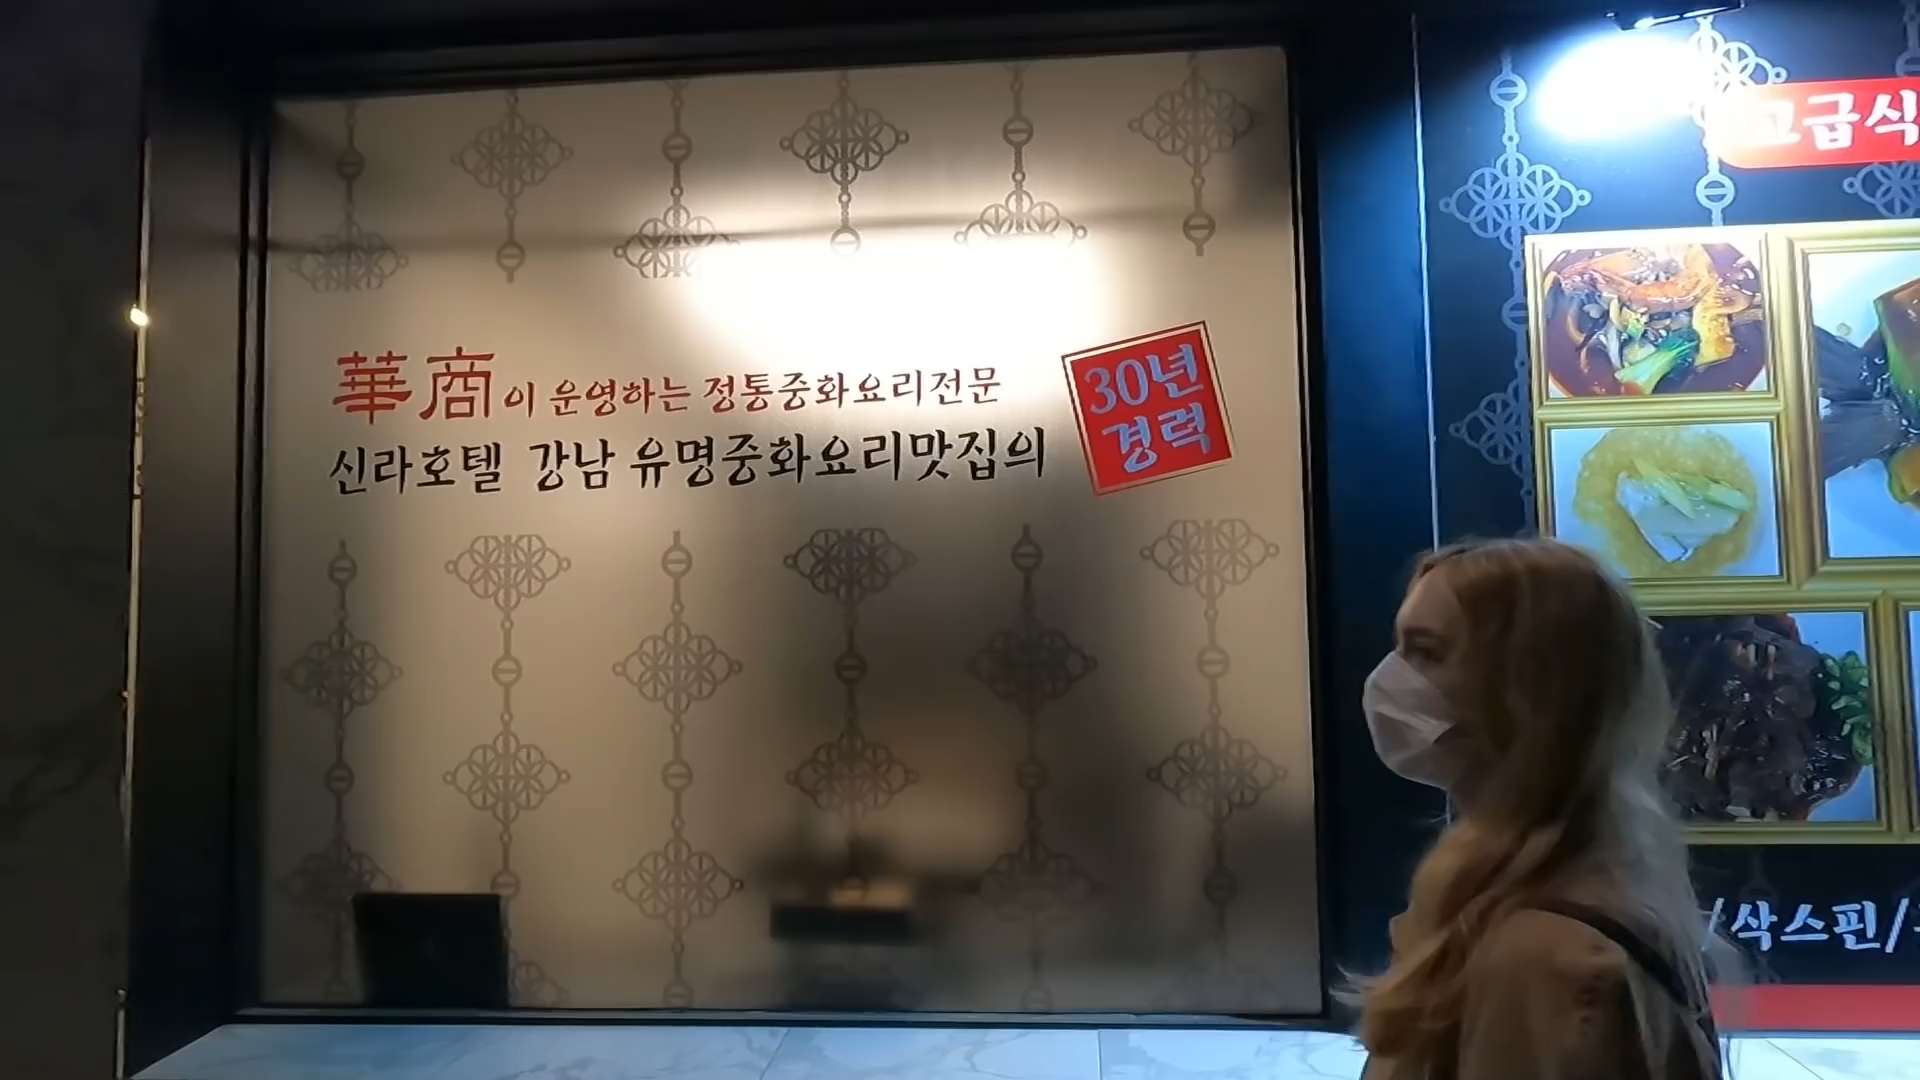 華商이 운영하는 정통중화요리전문
신라호텔 강남 유명중화요리맛집의
30년
경력
고급식
/삭스핀/